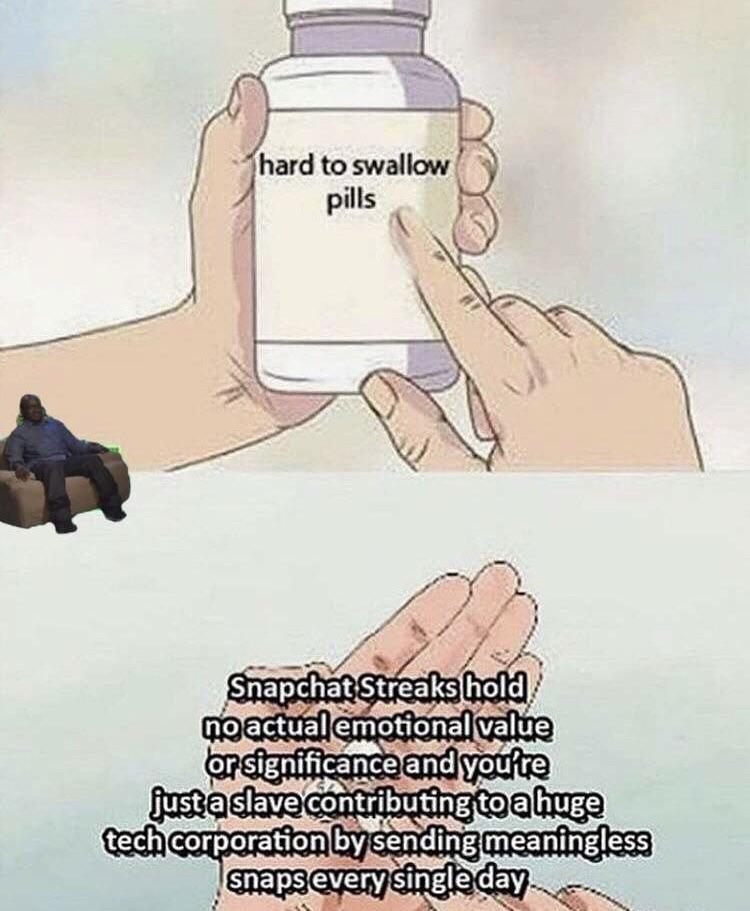 hard to swallow
pills
Snapchat Streaks hold
no actual emotional value
or significance and you're
just a slave contributing to a huge
tech corporation by sending meaningless
snaps every single day